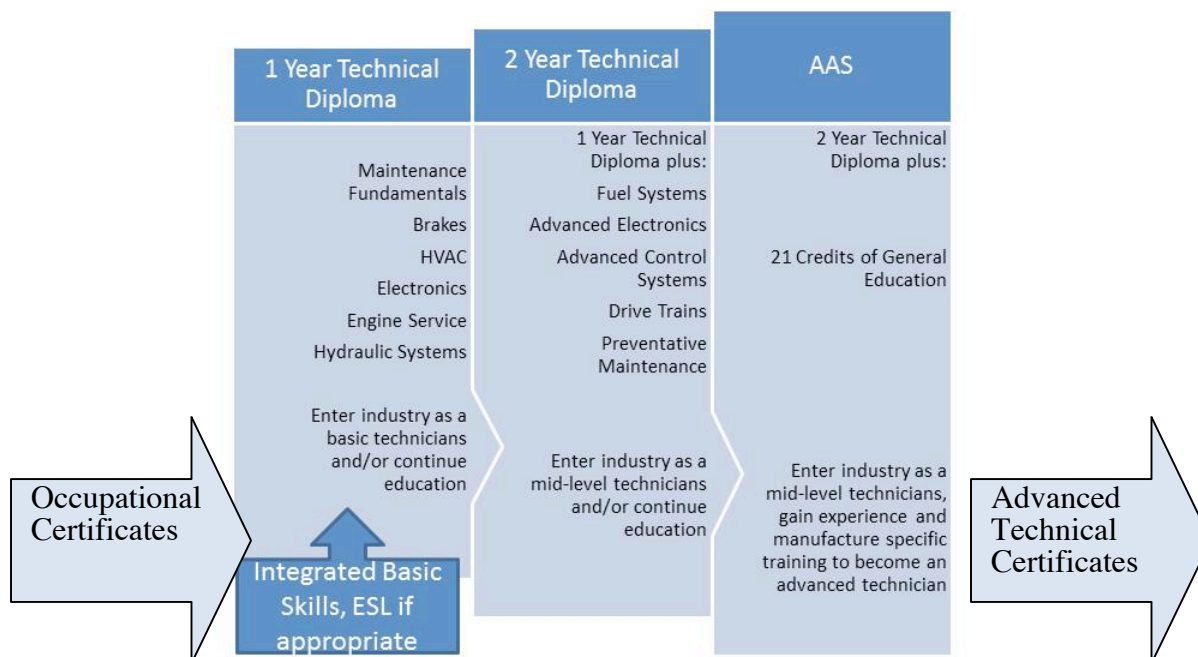 1 Year Technical
Diploma
2 Year Technical
Diploma
AAS
Maintenance
Fundamentals
Brakes
HVAC
Electronics
Engine Service
Hydraulic Systems
Enter industry as a
basic technicians
and/or continue
education
1 Year Technical
Diploma plus:
Fuel Systems
Advanced Electronics
Advanced Control
Systems
Drive Trains
Preventative
Maintenance
Enter industry as a
mid-level technicians
and/or continue
education
2 Year Technical
Diploma plus:
21 Credits of General
Education
Enter industry as a
mid-level technicians,
gain experience and
manufacture specific
training to become an
advanced technician
Occupational
Certificates
Integrated Basic
Skills, ESL if
appropriate
Advanced
Technical
Certificates